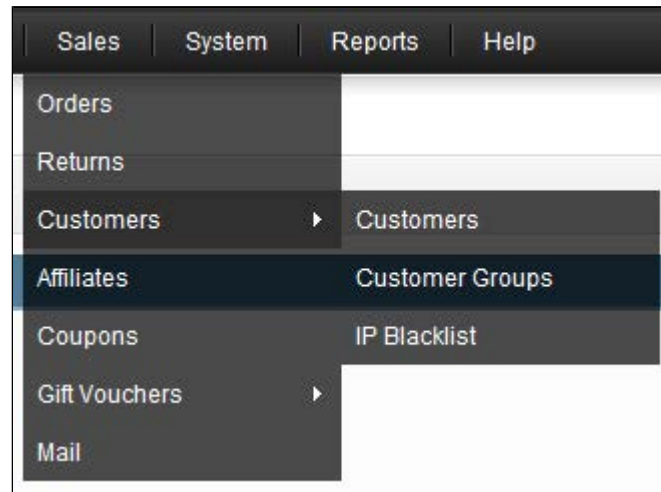 Sales System Reports Help
Orders
Returns
Customers Customers
Affiliates Customer Groups
Coupons IP Blacklist
Gift Vouchers
Mail